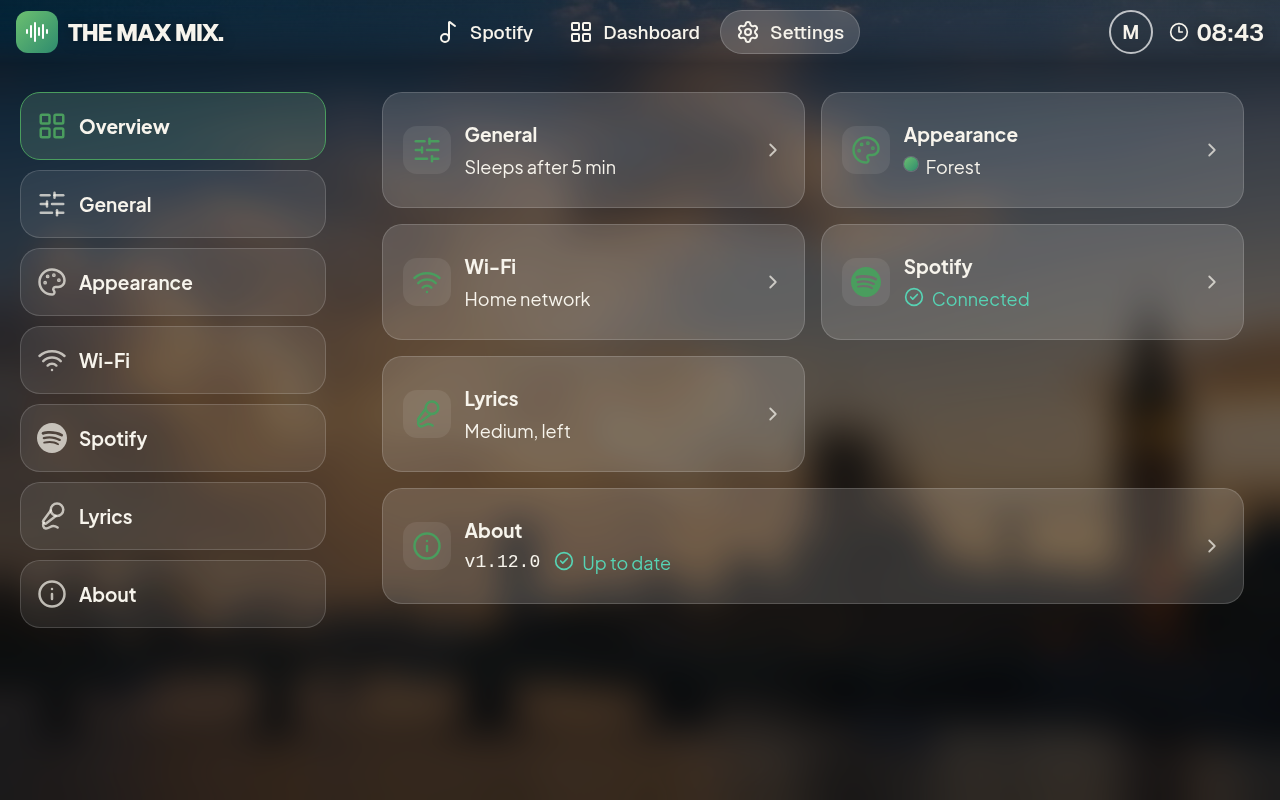 THE MAX MIX.
Spotify
Dashboard
Settings
M
08:43
Overview
General
Appearance
Wi-Fi
Spotify
Lyrics
About
General
Sleeps after 5 min
Appearance
Forest
Wi-Fi
Home network
Spotify
Connected
Lyrics
Medium, left
About
v1.12.0 Up to date